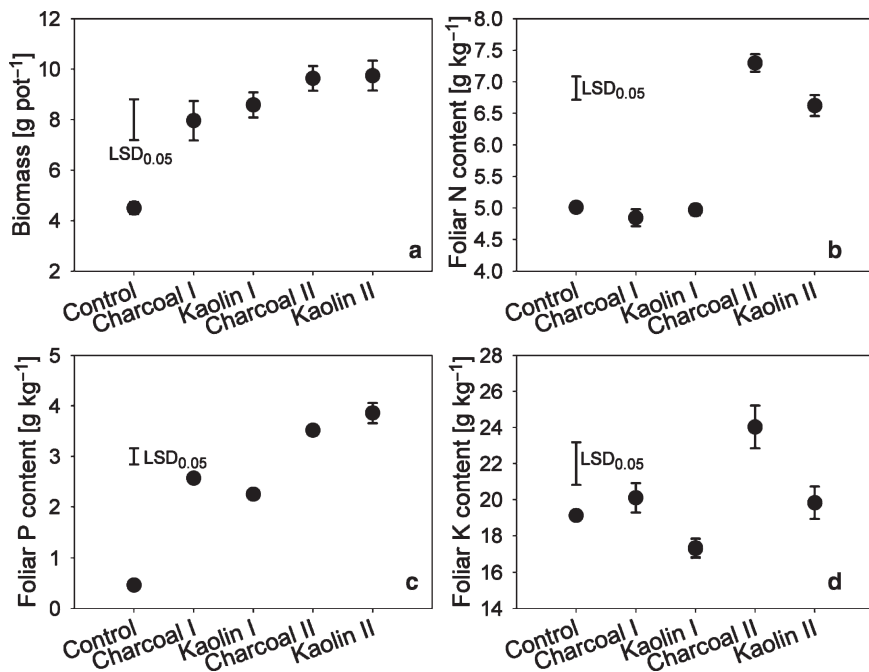 Biomass [g pot⁻¹]
12
10
8
6
4
2
LSD₀.₀₅
a
Control
Charcoal I
Kaolin I
Charcoal II
Kaolin II
Foliar N content [g kg⁻¹]
8.0
7.5
7.0
6.5
6.0
5.5
5.0
4.5
4.0
LSD₀.₀₅
b
Control
Charcoal I
Kaolin I
Charcoal II
Kaolin II
Foliar P content [g kg⁻¹]
5
4
3
2
1
0
LSD₀.₀₅
c
Control
Charcoal I
Kaolin I
Charcoal II
Kaolin II
Foliar K content [g kg⁻¹]
28
26
24
22
20
18
16
14
LSD₀.₀₅
d
Control
Charcoal I
Kaolin I
Charcoal II
Kaolin II